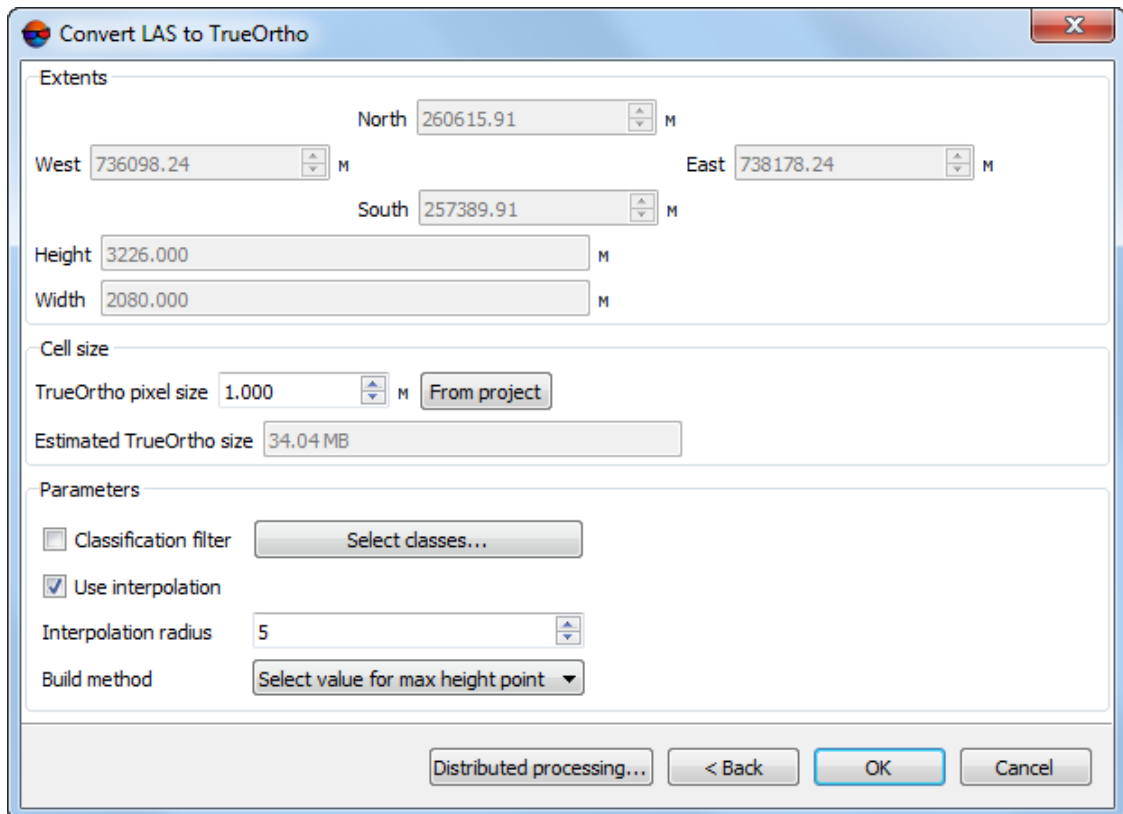 Convert LAS to TrueOrtho
Extents
North 260615.91 м
West 736098.24 м East 738178.24 м
South 257389.91 м
Height 3226.000 м
Width 2080.000 м
Cell size
TrueOrtho pixel size 1.000 м From project
Estimated TrueOrtho size 34.04 MB
Parameters
Classification filter Select classes...
Use interpolation
Interpolation radius 5
Build method Select value for max height point
Distributed processing... < Back OK Cancel